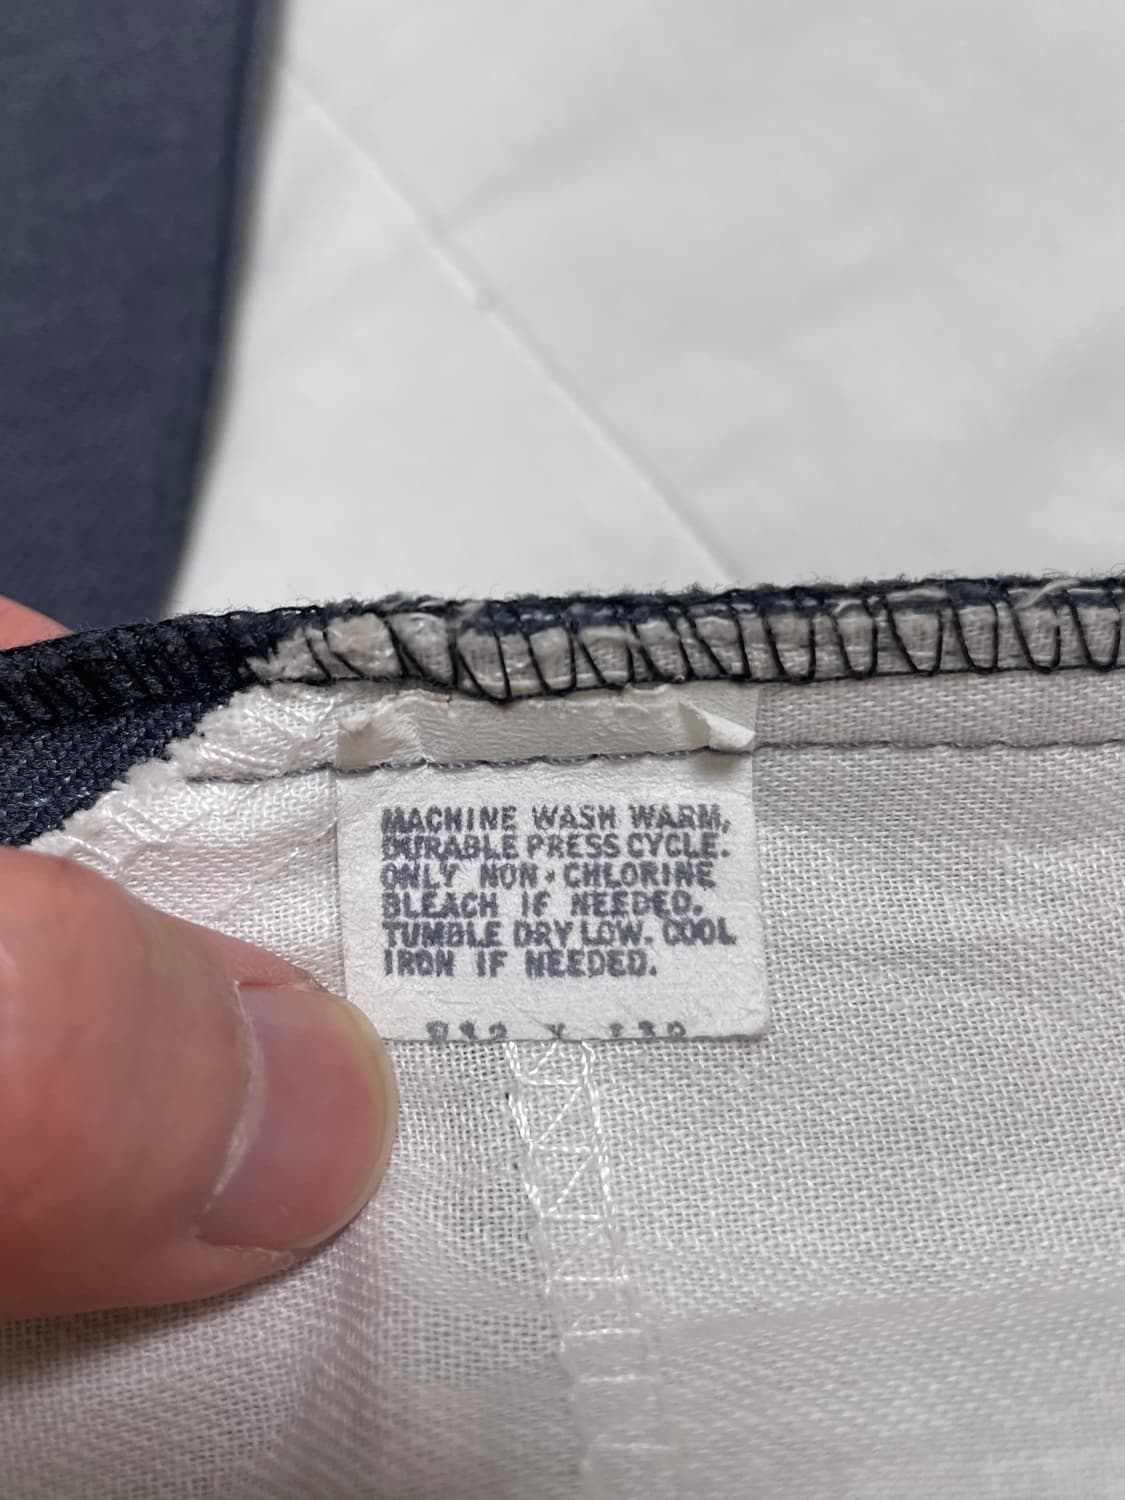 MACHINE WASH WARM,
DURABLE PRESS CYCLE.
ONLY NON-CHLORINE
BLEACH IF NEEDED.
TUMBLE DRY LOW. COOL
IRON IF NEEDED.